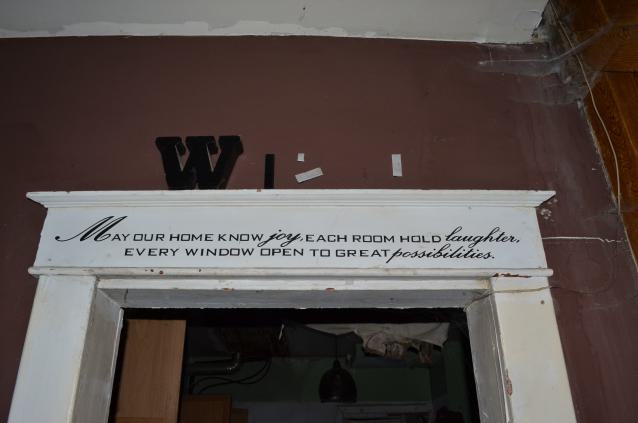 W
May our home know joy, each room hold laughter,
every window open to great possibilities.